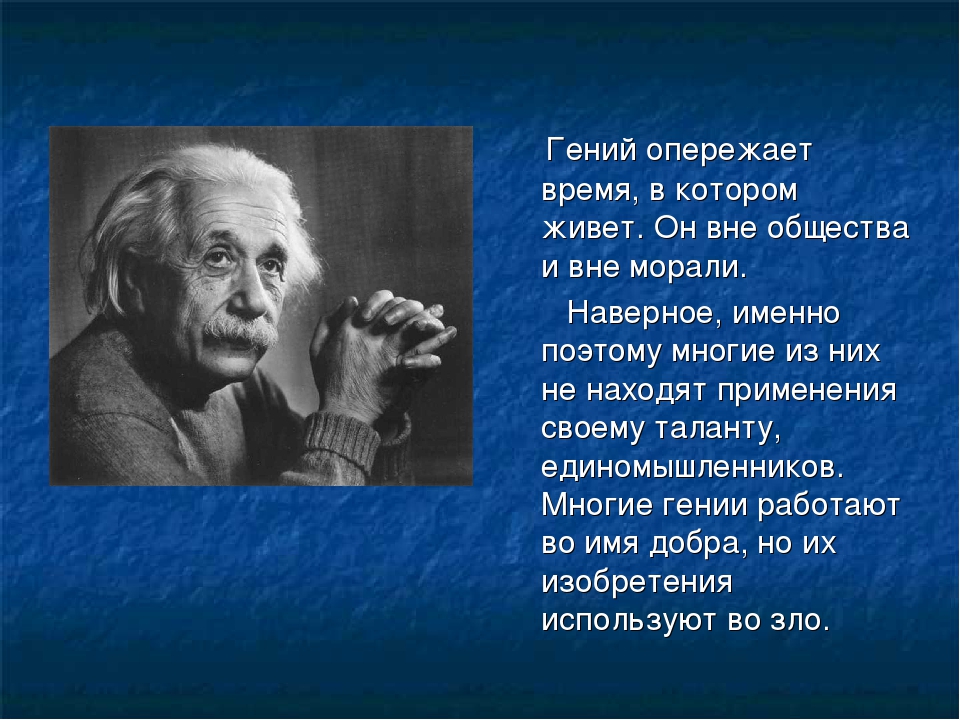 Гений опережает
время, в котором
живет. Он вне общества
и вне морали.
Наверное, именно
поэтому многие из них
не находят применения
своему таланту,
единомышленников.
Многие гении работают
во имя добра, но их
изобретения
используют во зло.